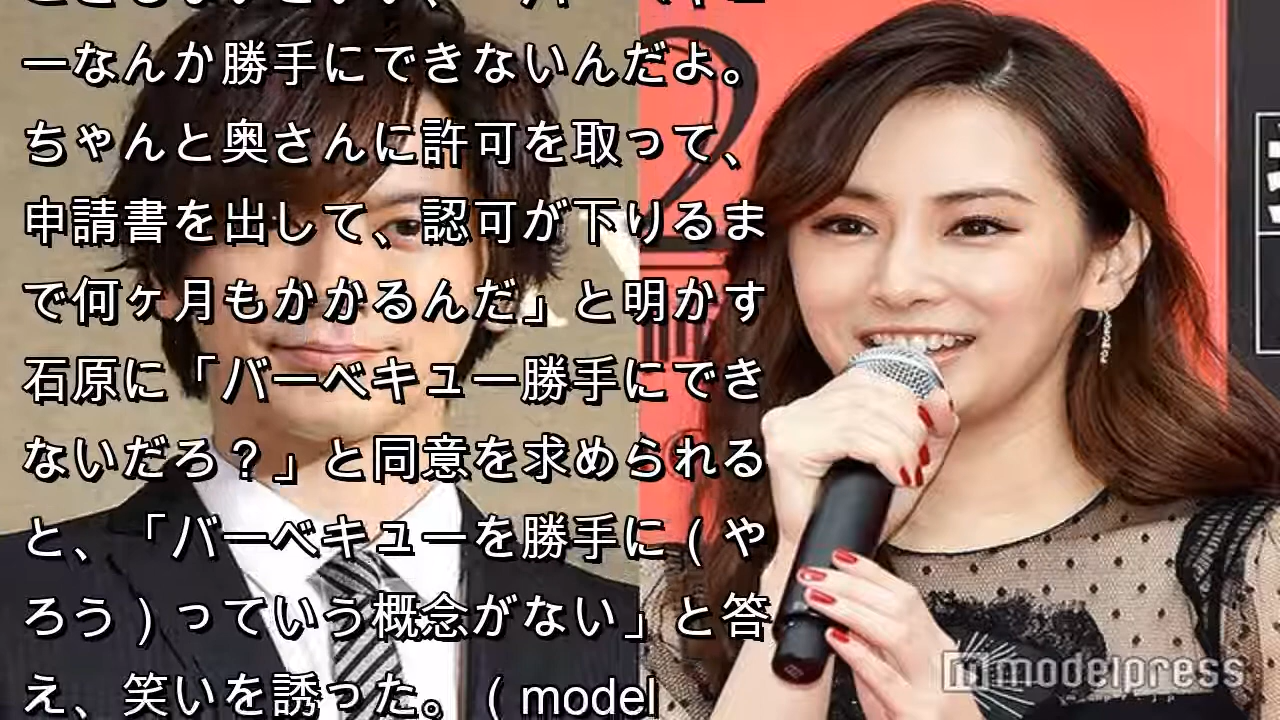 ーなんか勝手にできないんだよ。
ちゃんと奥さんに許可を取って、
申請書を出して、認可が下りるま
で何ヶ月もかかるんだ」と明かす
石原に「バーベキュー勝手にでき
ないだろ？」と同意を求められる
と、「バーベキューを勝手に（や
ろう）っていう概念がない」と答
え、笑いを誘った。（model
2
modelpress